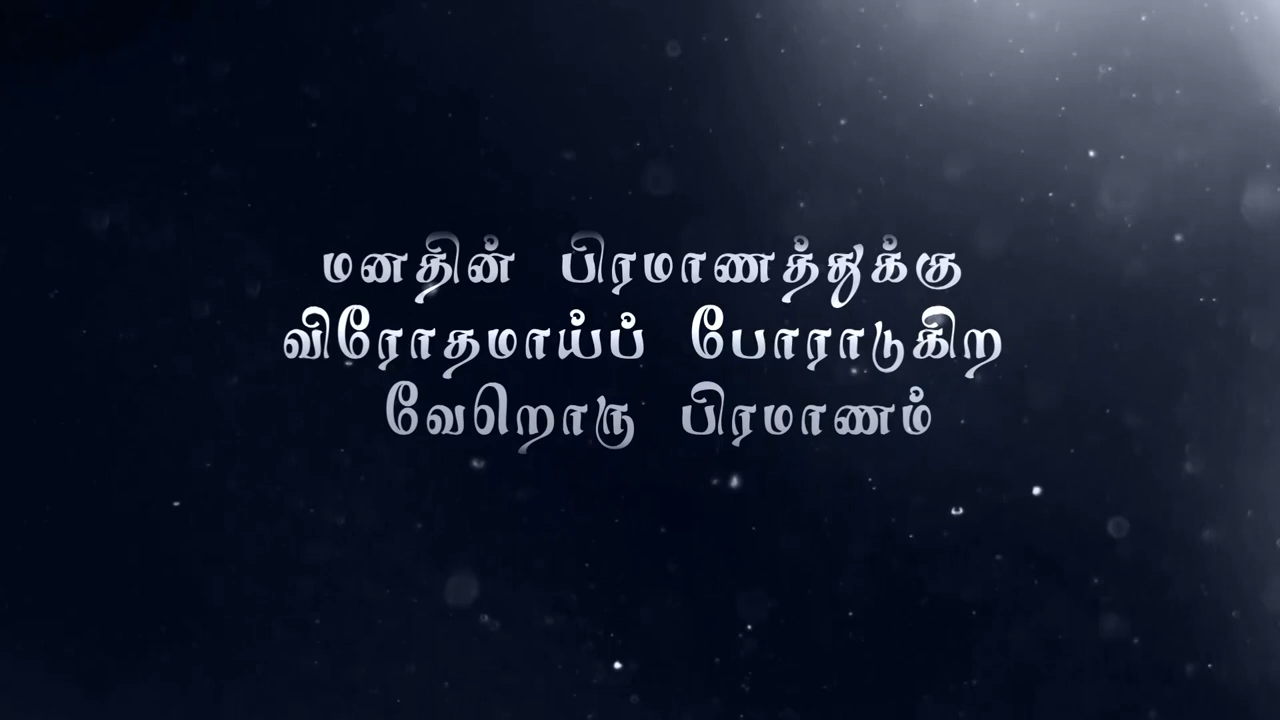 மனதின் பிரமாணத்துக்கு
விரோதமாய்ப் போராடுகிற
வேறொரு பிரமாணம்